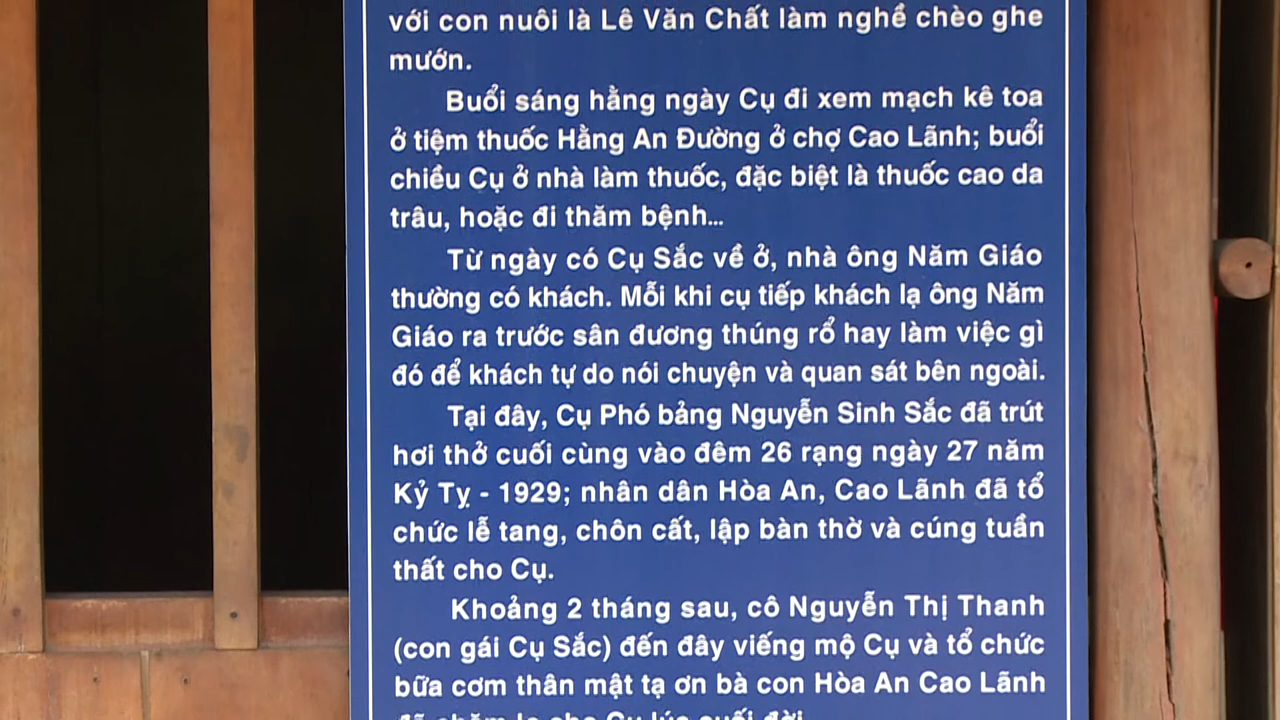 với con nuôi là Lê Văn Chất làm nghề chèo ghe
mướn.
Buổi sáng hằng ngày Cụ đi xem mạch kê toa
ở tiệm thuốc Hằng An Đường ở chợ Cao Lãnh; buổi
chiều Cụ ở nhà làm thuốc, đặc biệt là thuốc cao da
trâu, hoặc đi thăm bệnh...
Từ ngày có Cụ Sắc về ở, nhà ông Năm Giáo
thường có khách. Mỗi khi cụ tiếp khách lạ ông Năm
Giáo ra trước sân đương thúng rổ hay làm việc gì
đó để khách tự do nói chuyện và quan sát bên ngoài.
Tại đây, Cụ Phó bảng Nguyễn Sinh Sắc đã trút
hơi thở cuối cùng vào đêm 26 rạng ngày 27 năm
Kỷ Tỵ - 1929; nhân dân Hòa An, Cao Lãnh đã tổ
chức lễ tang, chôn cất, lập bàn thờ và cúng tuần
thất cho Cụ.
Khoảng 2 tháng sau, cô Nguyễn Thị Thanh
(con gái Cụ Sắc) đến đây viếng mộ Cụ và tổ chức
bữa cơm thân mật tạ ơn bà con Hòa An Cao Lãnh